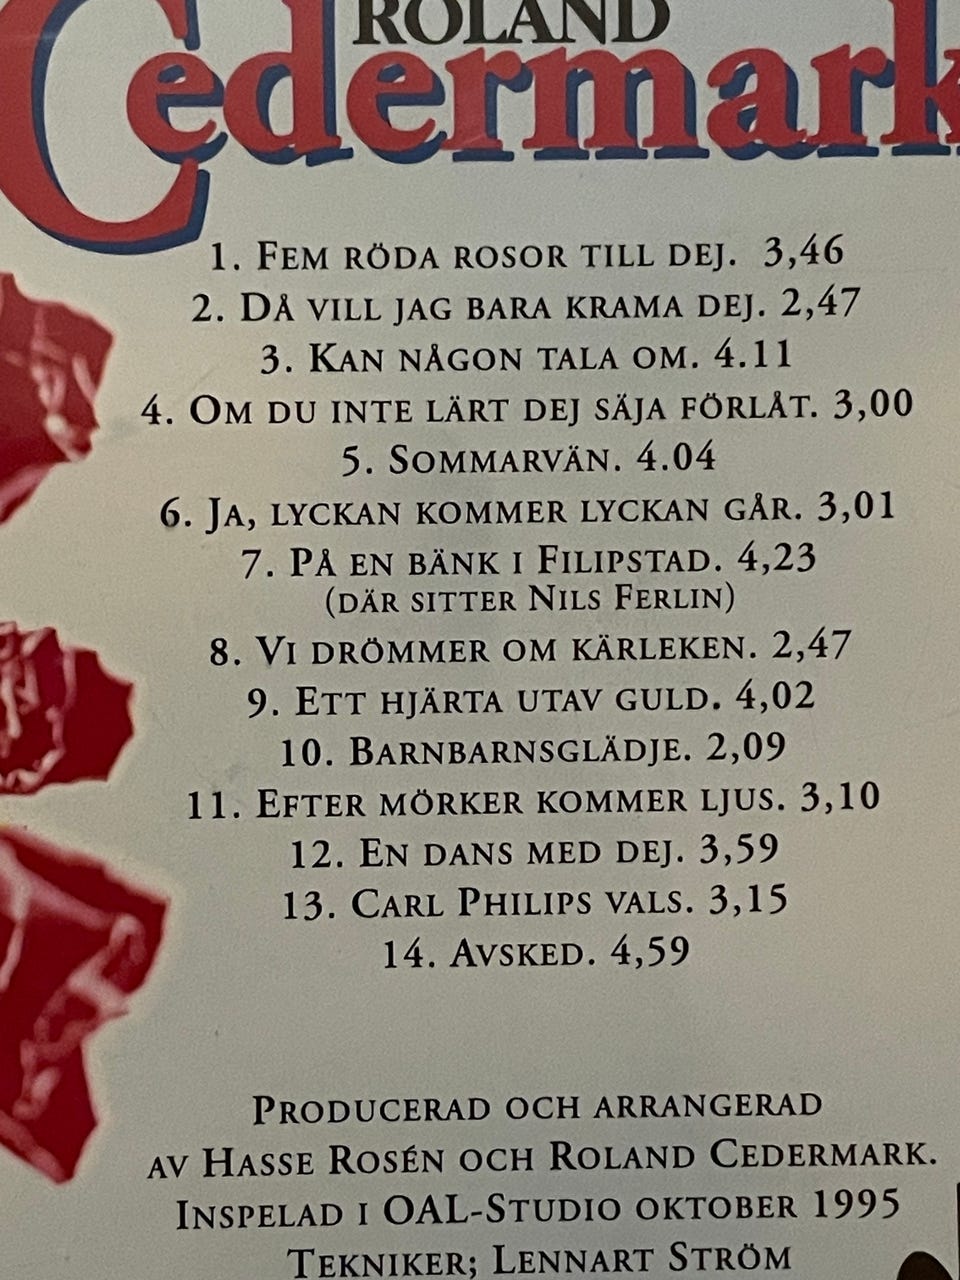 ROLAND
Cedermark
1. FEM RÖDA ROSOR TILL DEJ. 3,46
2. DÅ VILL JAG BARA KRAMA DEJ. 2,47
3. KAN NÅGON TALA OM. 4.11
4. OM DU INTE LÄRT DEJ SÄJA FÖRLÅT. 3,00
5. SOMMARVÄN. 4.04
6. JA, LYCKAN KOMMER LYCKAN GÅR. 3,01
7. PÅ EN BÄNK I FILIPSTAD. 4,23
(DÄR SITTER NILS FERLIN)
8. VI DRÖMMER OM KÄRLEKEN. 2,47
9. ETT HJÄRTA UTAV GULD. 4,02
10. BARNBARNSGLÄDJE. 2,09
11. EFTER MÖRKER KOMMER LJUS. 3,10
12. EN DANS MED DEJ. 3,59
13. CARL PHILIPS VALS. 3,15
14. AVSKED. 4,59
PRODUCERAD OCH ARRANGERAD
AV HASSE ROSÉN OCH ROLAND CEDERMARK.
INSPELAD I OAL-STUDIO OKTOBER 1995
TEKNIKER; LENNART STRÖM